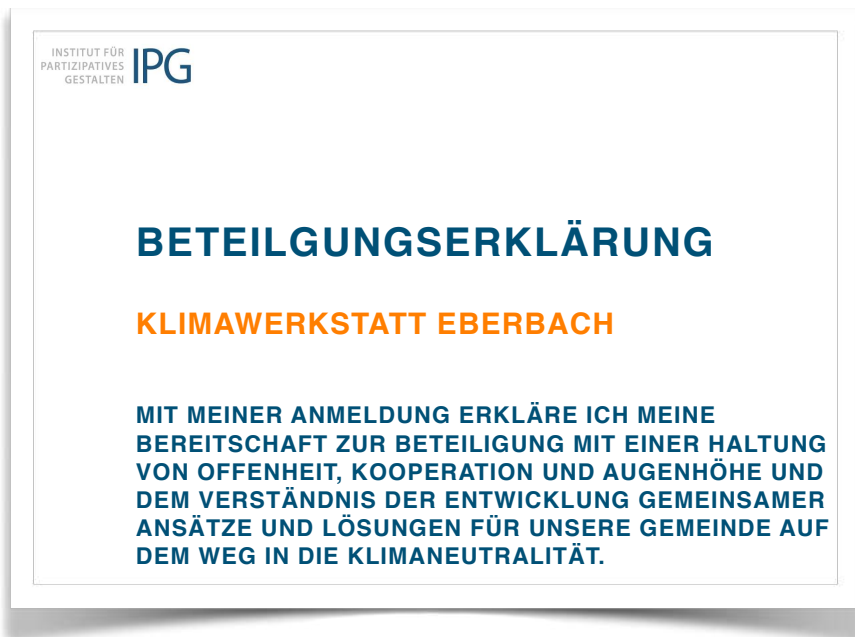 INSTITUT FÜR
PARTIZIPATIVES
GESTALTEN
IPG
BETEILGUNGSERKLÄRUNG
KLIMAWERKSTATT EBERBACH
MIT MEINER ANMELDUNG ERKLÄRE ICH MEINE
BEREITSCHAFT ZUR BETEILIGUNG MIT EINER HALTUNG
VON OFFENHEIT, KOOPERATION UND AUGENHÖHE UND
DEM VERSTÄNDNIS DER ENTWICKLUNG GEMEINSAMER
ANSÄTZE UND LÖSUNGEN FÜR UNSERE GEMEINDE AUF
DEM WEG IN DIE KLIMANEUTRALITÄT.